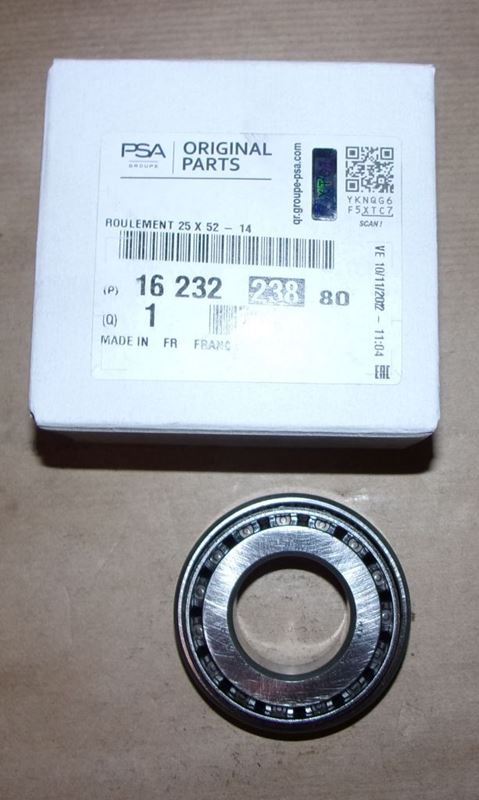 PSA
GROUPE
ORIGINAL
PARTS
qr.groupe-psa.com
YKNQG6
F5XTC7
SCAN!
ROULEMENT 25 X 52 - 14
(P) 16 232 238 80
(Q) 1
MADE IN FR FRANC
VE 10/11/2022 - 11:04
EAC